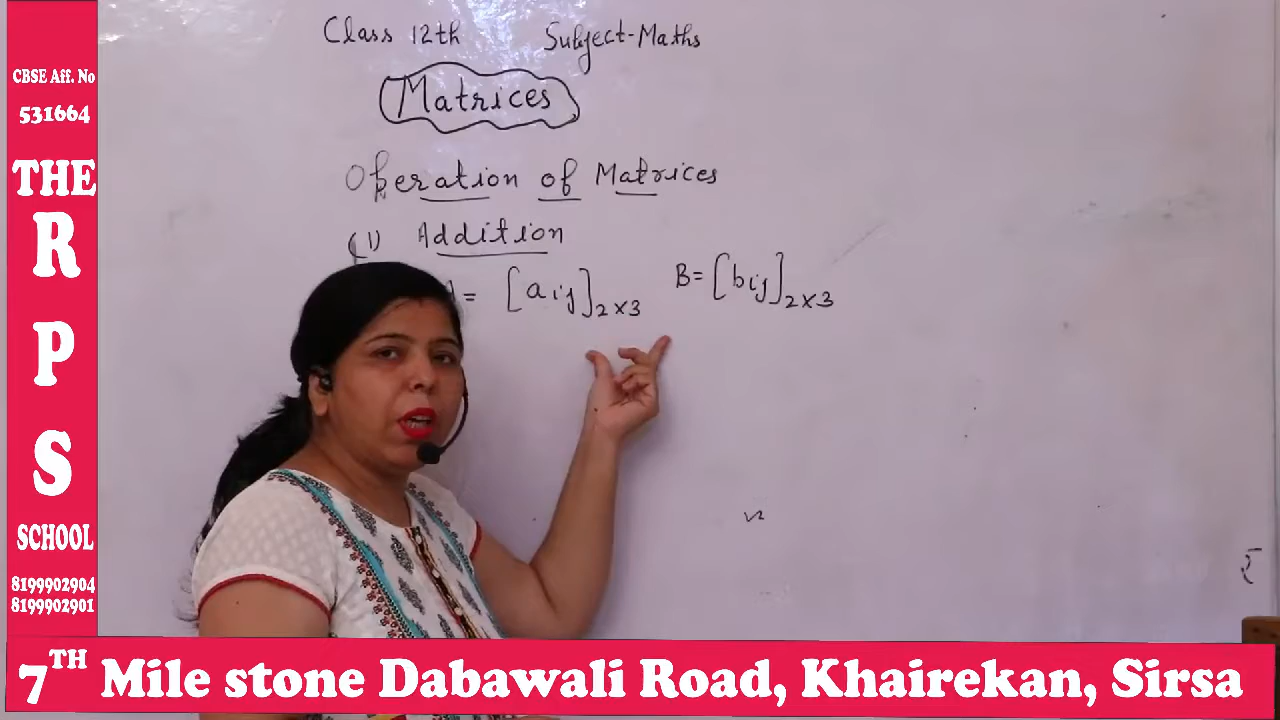 CBSE Aff. No
531664
THE
R
P
S
SCHOOL
8199902904
8199902901
Class 12th Subject-Maths
Matrices
Operation of Matrices
(1) Addition
A = [aij]2×3 B = [bij]2×3
7TH Mile stone Dabawali Road, Khairekan, Sirsa